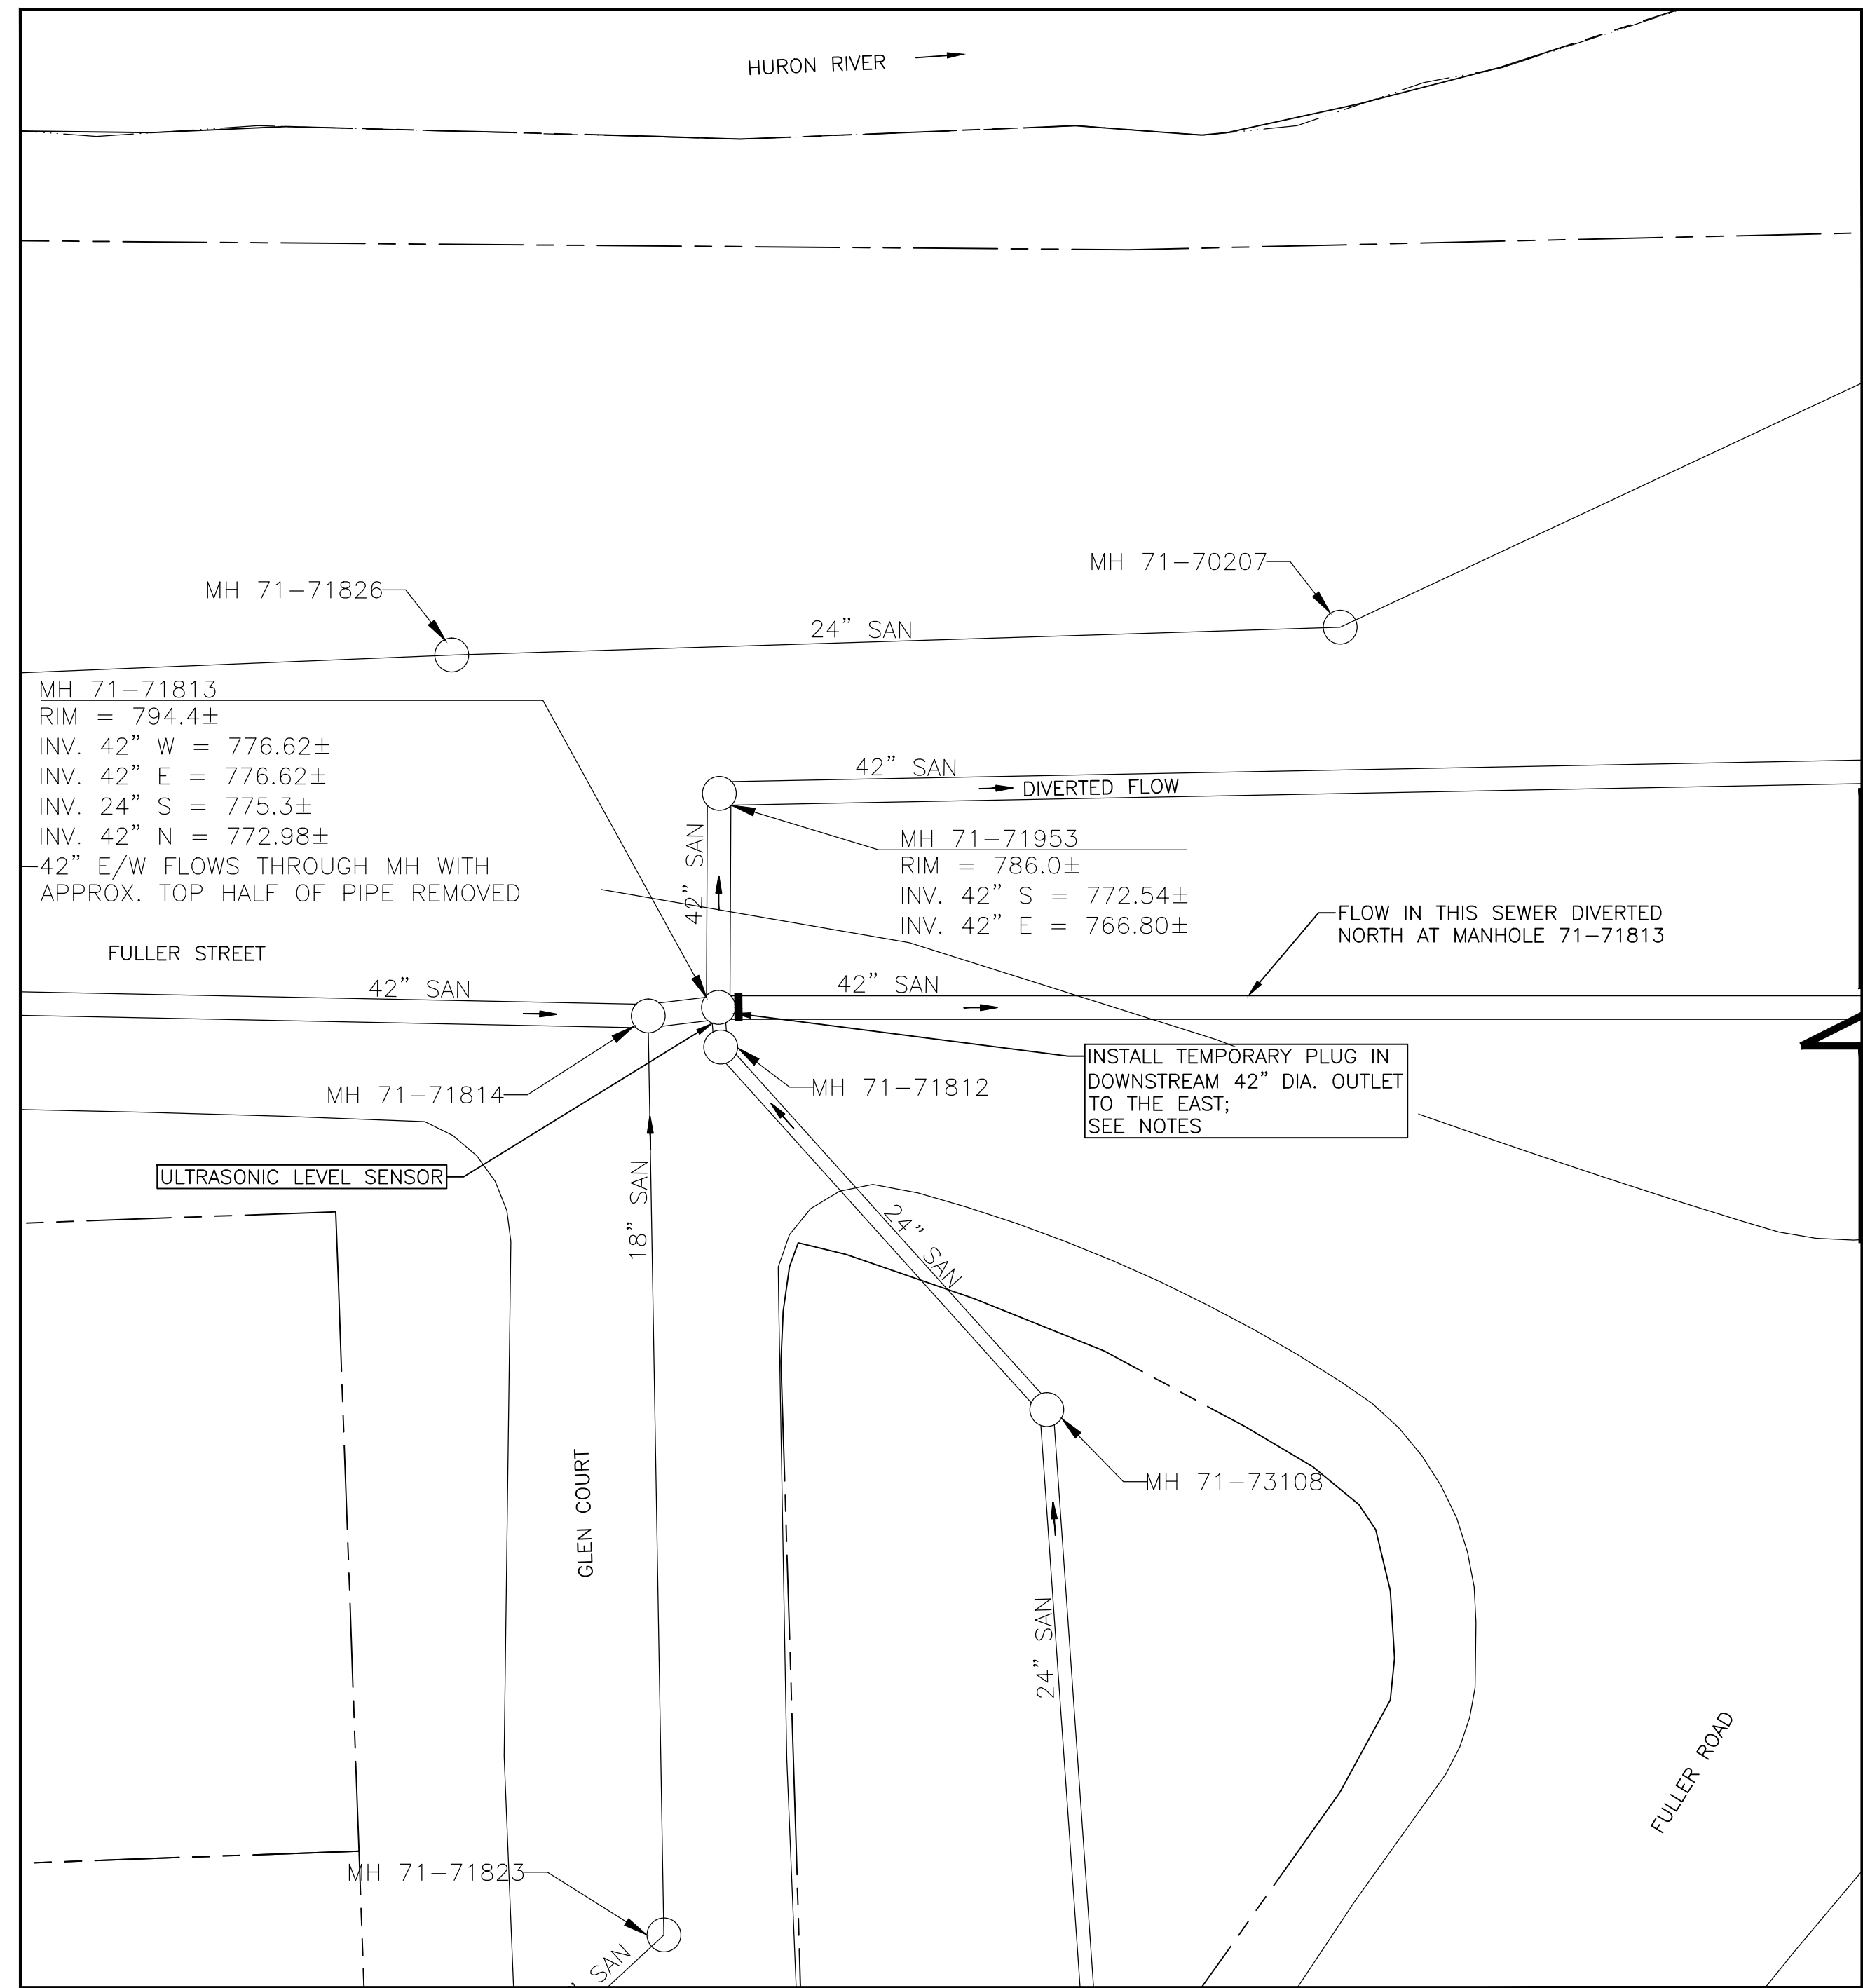 HURON RIVER
MH 71-70207
MH 71-71826
24" SAN
MH 71-71813
RIM = 794.4±
INV. 42" W = 776.62±
INV. 42" E = 776.62±
INV. 24" S = 775.3±
INV. 42" N = 772.98±
42" E/W FLOWS THROUGH MH WITH
APPROX. TOP HALF OF PIPE REMOVED
42" SAN
DIVERTED FLOW
42" SAN
MH 71-71953
RIM = 786.0±
INV. 42" S = 772.54±
INV. 42" E = 766.80±
FLOW IN THIS SEWER DIVERTED
NORTH AT MANHOLE 71-71813
FULLER STREET
42" SAN
42" SAN
INSTALL TEMPORARY PLUG IN
DOWNSTREAM 42" DIA. OUTLET
TO THE EAST;
SEE NOTES
MH 71-71814
MH 71-71812
ULTRASONIC LEVEL SENSOR
18" SAN
24" SAN
GLEN COURT
MH 71-73108
24" SAN
FULLER ROAD
MH 71-71823
" SAN